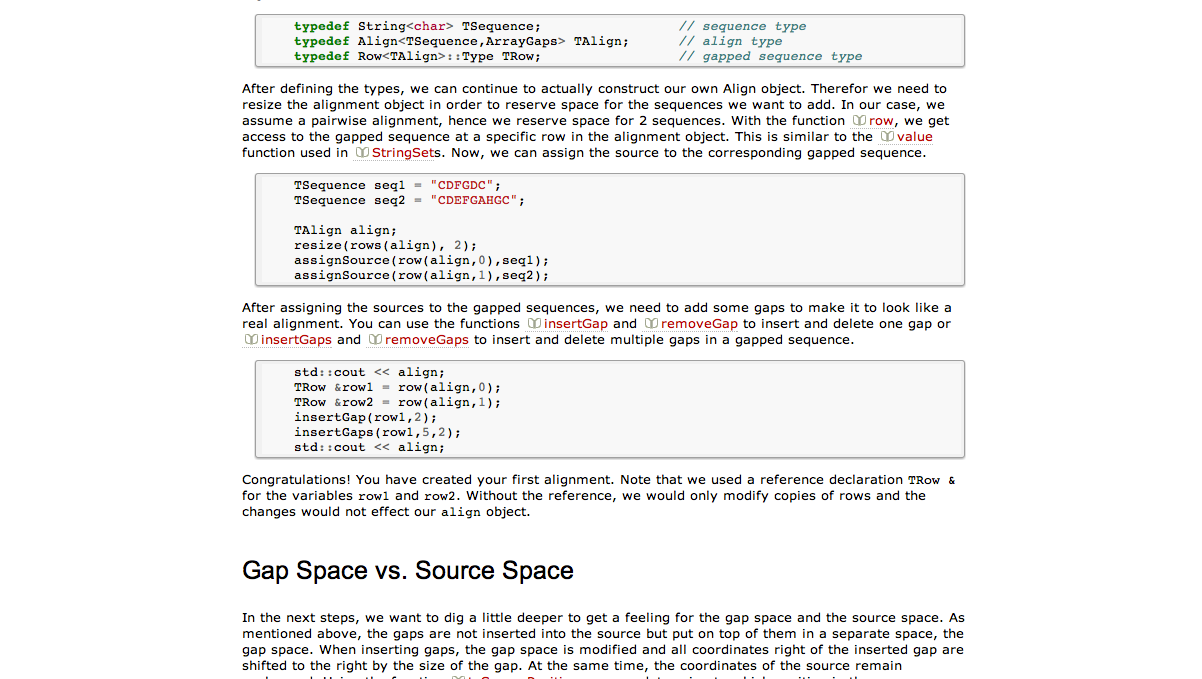 typedef String<char> TSequence; // sequence type
typedef Align<TSequence,ArrayGaps> TAlign; // align type
typedef Row<TAlign>::Type TRow; // gapped sequence type
After defining the types, we can continue to actually construct our own Align object. Therefor we need to
resize the alignment object in order to reserve space for the sequences we want to add. In our case, we
assume a pairwise alignment, hence we reserve space for 2 sequences. With the function row, we get
access to the gapped sequence at a specific row in the alignment object. This is similar to the value
function used in StringSets. Now, we can assign the source to the corresponding gapped sequence.
TSequence seq1 = "CDFGDC";
TSequence seq2 = "CDEFGAHGC";
TAlign align;
resize(rows(align), 2);
assignSource(row(align,0),seq1);
assignSource(row(align,1),seq2);
After assigning the sources to the gapped sequences, we need to add some gaps to make it to look like a
real alignment. You can use the functions insertGap and removeGap to insert and delete one gap or
insertGaps and removeGaps to insert and delete multiple gaps in a gapped sequence.
std::cout << align;
TRow &row1 = row(align,0);
TRow &row2 = row(align,1);
insertGap(row1,2);
insertGaps(row1,5,2);
std::cout << align;
Congratulations! You have created your first alignment. Note that we used a reference declaration TRow &
for the variables row1 and row2. Without the reference, we would only modify copies of rows and the
changes would not effect our align object.
Gap Space vs. Source Space
In the next steps, we want to dig a little deeper to get a feeling for the gap space and the source space. As
mentioned above, the gaps are not inserted into the source but put on top of them in a separate space, the
gap space. When inserting gaps, the gap space is modified and all coordinates right of the inserted gap are
shifted to the right by the size of the gap. At the same time, the coordinates of the source remain